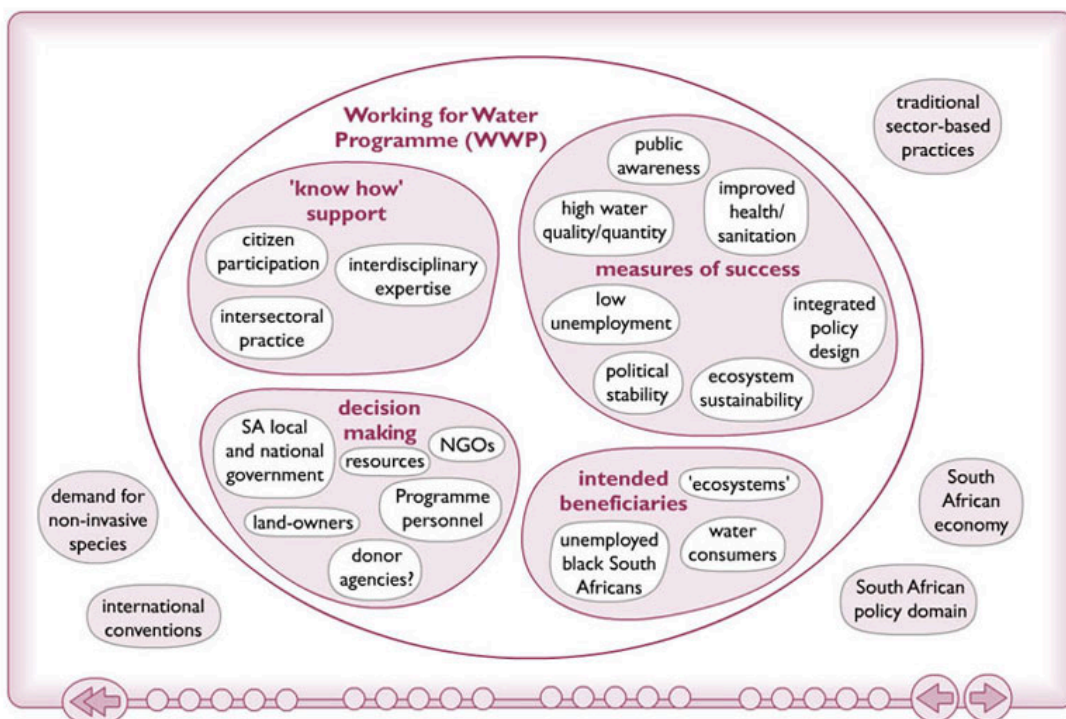 Working for Water
Programme (WWP)
'know how'
support
citizen
participation
interdisciplinary
expertise
intersectoral
practice
public
awareness
improved
health/
sanitation
high water
quality/quantity
measures of success
low
unemployment
integrated
policy
design
political
stability
ecosystem
sustainability
decision
making
SA local
and national
government
resources
NGOs
Programme
personnel
land-owners
donor
agencies?
intended
beneficiaries
'ecosystems'
unemployed
black South
Africans
water
consumers
traditional
sector-based
practices
demand for
non-invasive
species
international
conventions
South
African
economy
South African
policy domain